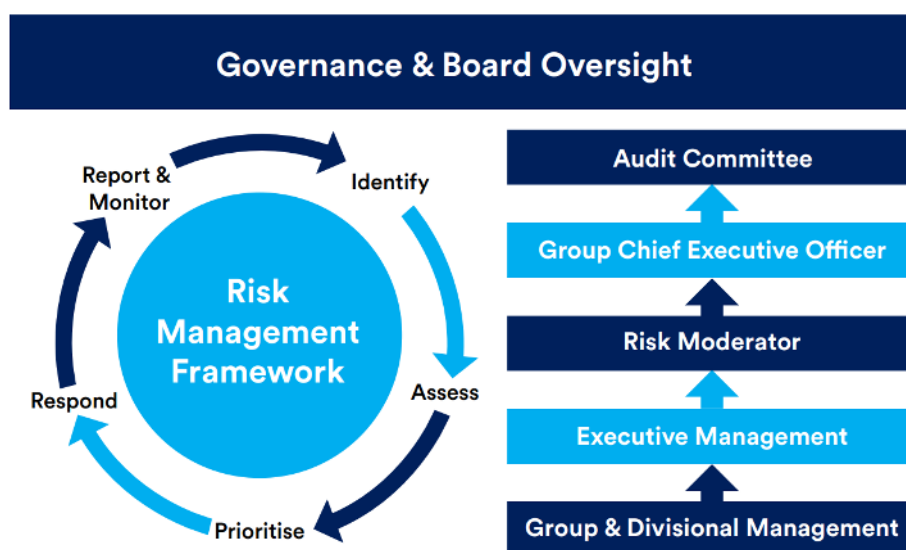 Governance & Board Oversight
Report &
Monitor
Identify
Risk
Management
Framework
Respond
Assess
Prioritise
Audit Committee
Group Chief Executive Officer
Risk Moderator
Executive Management
Group & Divisional Management